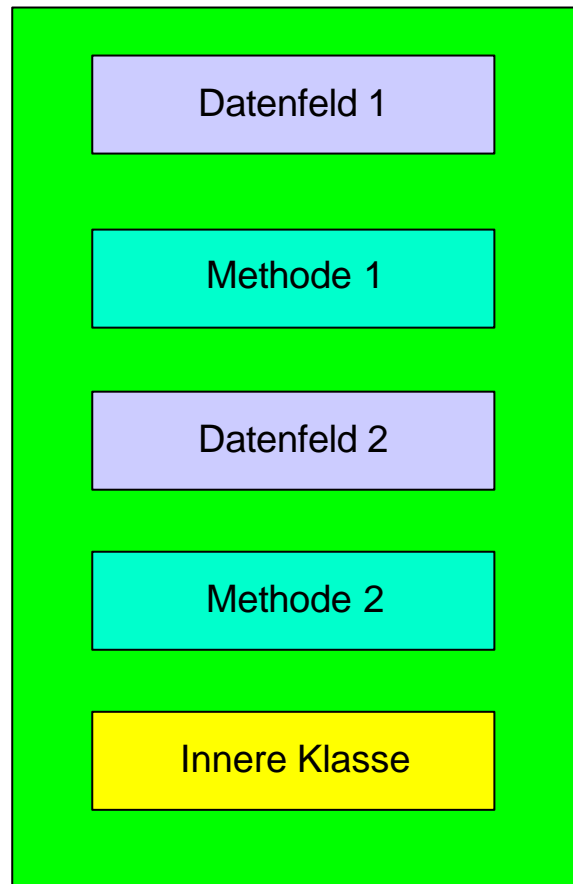 Datenfeld 1
Methode 1
Datenfeld 2
Methode 2
Innere Klasse